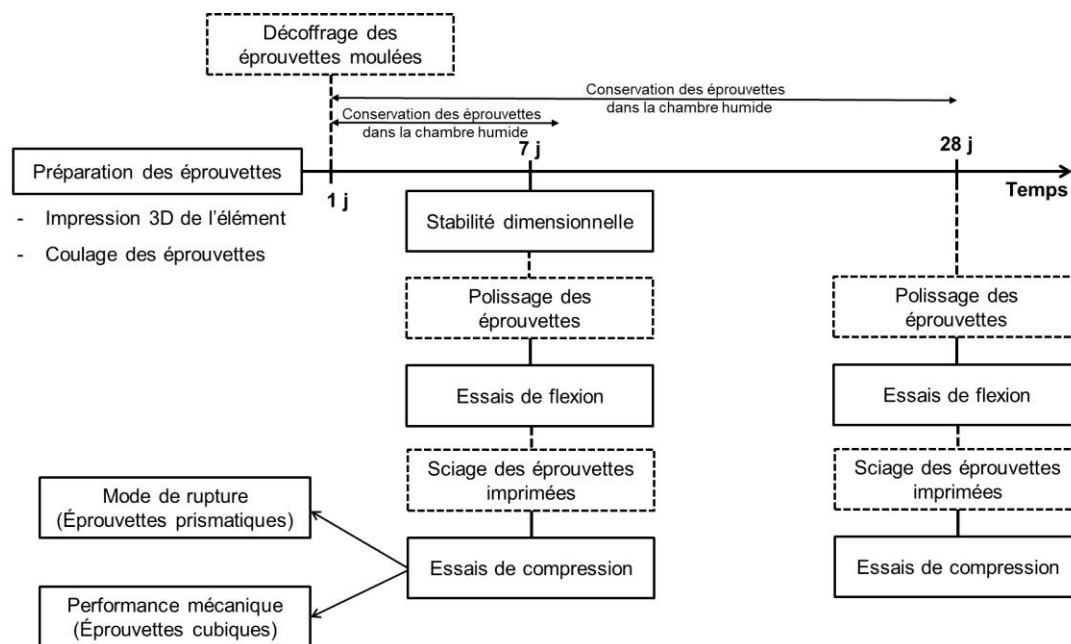 Décoffrage des
éprouvettes moulées
Conservation des éprouvettes
dans la chambre humide
Conservation des éprouvettes
dans la chambre humide
7 j
28 j
Préparation des éprouvettes
1 j
Temps
- Impression 3D de l'élément
- Coulage des éprouvettes
Stabilité dimensionnelle
Polissage des
éprouvettes
Essais de flexion
Sciage des éprouvettes
imprimées
Essais de compression
Polissage des
éprouvettes
Essais de flexion
Sciage des éprouvettes
imprimées
Essais de compression
Mode de rupture
(Éprouvettes prismatiques)
Performance mécanique
(Éprouvettes cubiques)